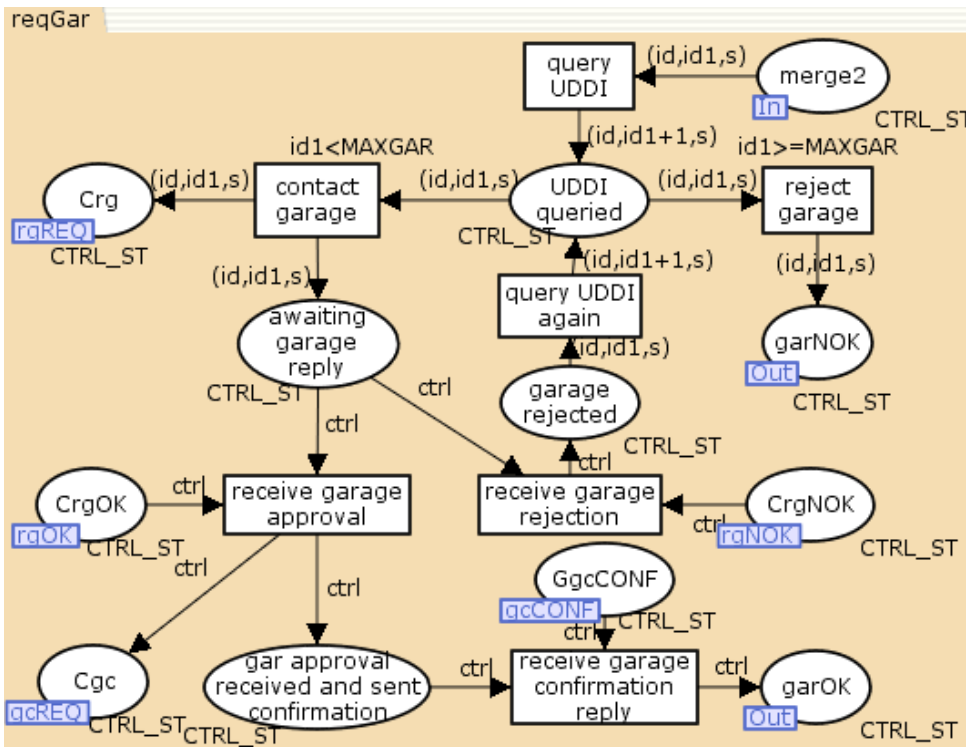 reqGar
query
UDDI
(id,id1,s)
merge2
In
CTRL_ST
(id,id1+1,s)
id1<MAXGAR
id1>=MAXGAR
Crg
rgREQ
CTRL_ST
(id,id1,s)
contact
garage
(id,id1,s)
UDDI
queried
CTRL_ST
(id,id1,s)
reject
garage
(id,id1,s)
(id,id1+1,s)
(id,id1,s)
query UDDI
again
awaiting
garage
reply
CTRL_ST
(id,id1,s)
garNOK
Out
CTRL_ST
ctrl
garage
rejected
CTRL_ST
ctrl
ctrl
CrgOK
rgOK
CTRL_ST
ctrl
receive garage
approval
receive garage
rejection
ctrl
CrgNOK
rgNOK
CTRL_ST
ctrl
ctrl
GgcCONF
gcCONF
CTRL_ST
ctrl
Cgc
gcREQ
CTRL_ST
gar approval
received and sent
confirmation
CTRL_ST
ctrl
receive garage
confirmation
reply
ctrl
garOK
Out
CTRL_ST